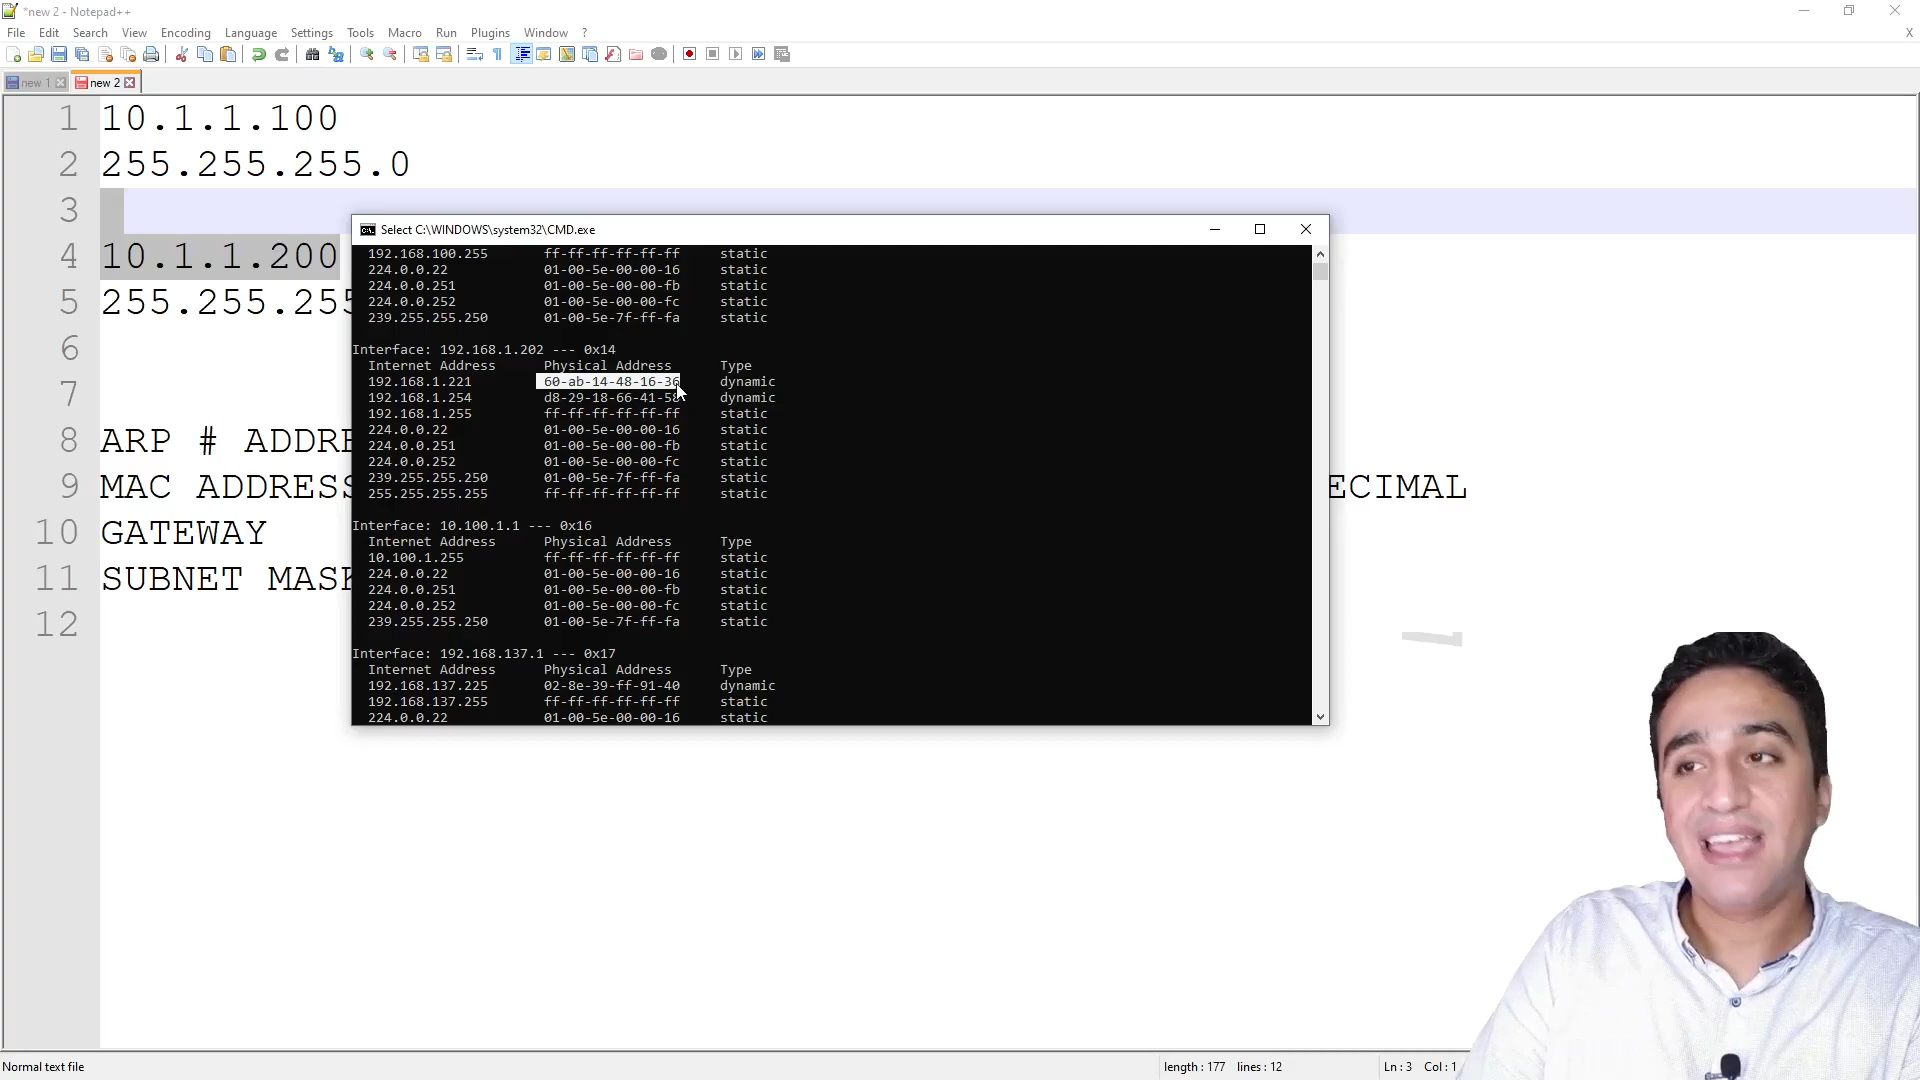 *new 2 - Notepad++
File Edit Search View Encoding Language Settings Tools Macro Run Plugins Window ?
X
new 1 new 2
1 10.1.1.100
2 255.255.255.0
3
4 10.1.1.200
5 255.255.255
6
7
8 ARP # ADDRE
9 MAC ADDRESS ECIMAL
10 GATEWAY
11 SUBNET MASK
12
Select C:\WINDOWS\system32\CMD.exe
192.168.100.255 ff-ff-ff-ff-ff-ff static
224.0.0.22 01-00-5e-00-00-16 static
224.0.0.251 01-00-5e-00-00-fb static
224.0.0.252 01-00-5e-00-00-fc static
239.255.255.250 01-00-5e-7f-ff-fa static
Interface: 192.168.1.202 --- 0x14
Internet Address Physical Address Type
192.168.1.221 60-ab-14-48-16-36 dynamic
192.168.1.254 d8-29-18-66-41-58 dynamic
192.168.1.255 ff-ff-ff-ff-ff-ff static
224.0.0.22 01-00-5e-00-00-16 static
224.0.0.251 01-00-5e-00-00-fb static
224.0.0.252 01-00-5e-00-00-fc static
239.255.255.250 01-00-5e-7f-ff-fa static
255.255.255.255 ff-ff-ff-ff-ff-ff static
Interface: 10.100.1.1 --- 0x16
Internet Address Physical Address Type
10.100.1.255 ff-ff-ff-ff-ff-ff static
224.0.0.22 01-00-5e-00-00-16 static
224.0.0.251 01-00-5e-00-00-fb static
224.0.0.252 01-00-5e-00-00-fc static
239.255.255.250 01-00-5e-7f-ff-fa static
Interface: 192.168.137.1 --- 0x17
Internet Address Physical Address Type
192.168.137.225 02-8e-39-ff-91-40 dynamic
192.168.137.255 ff-ff-ff-ff-ff-ff static
224.0.0.22 01-00-5e-00-00-16 static
Normal text file length : 177 lines : 12 Ln : 3 Col : 1